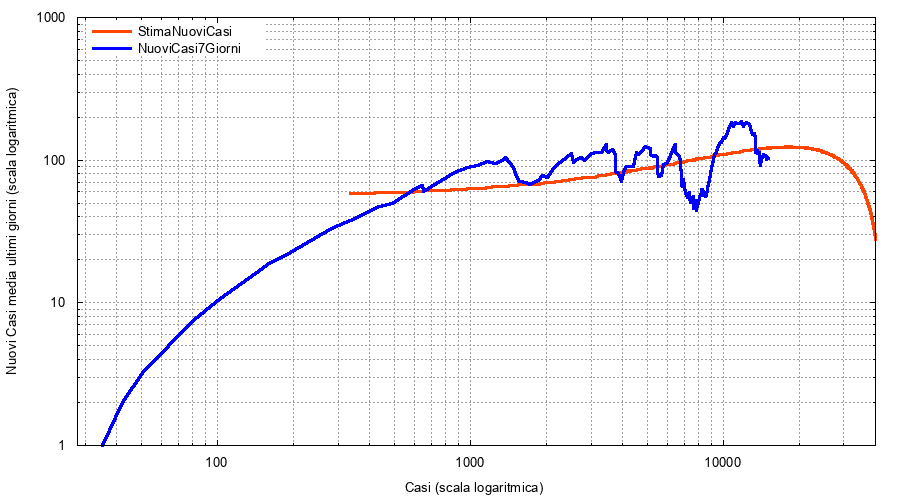 1000
StimaNuoviCasi
NuoviCasi7Giorni
100
10
1
Nuovi Casi media ultimi giorni (scala logaritmica)
100
1000
10000
Casi (scala logaritmica)